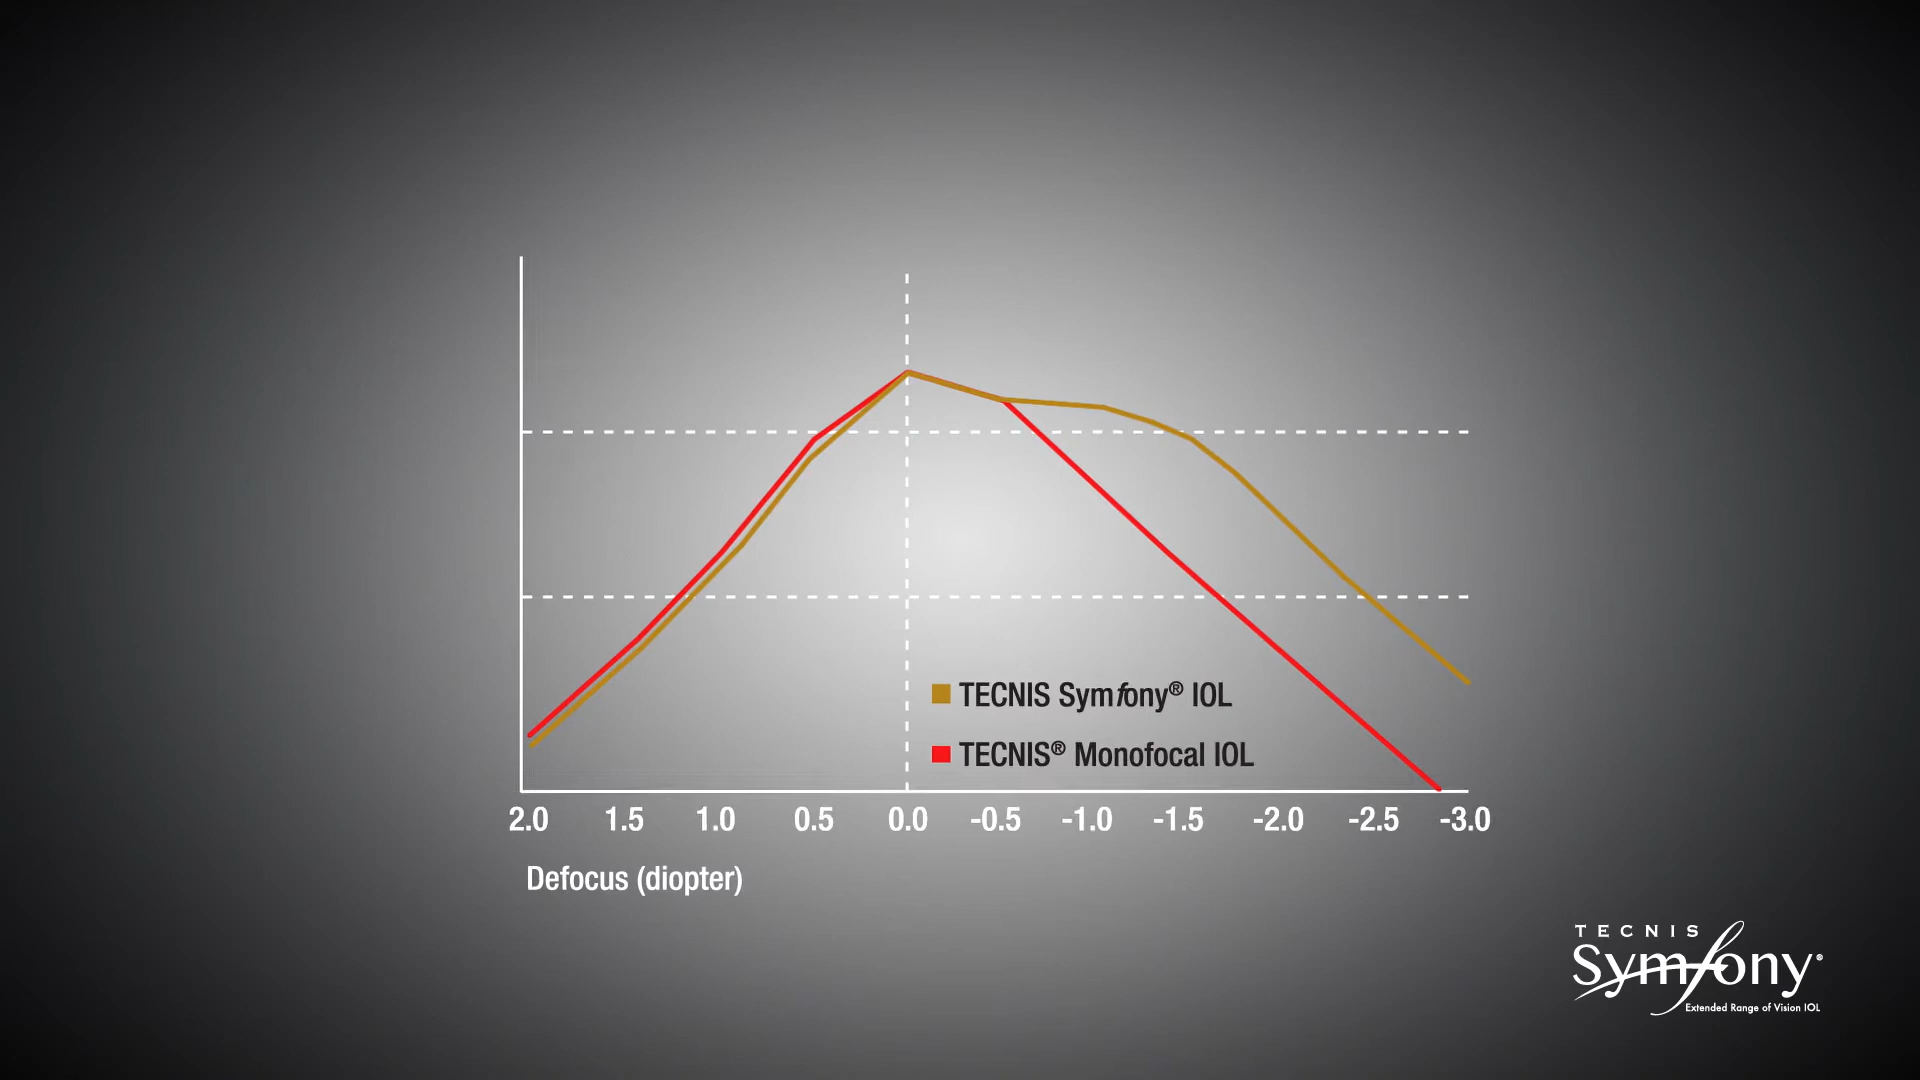 TECNIS Symfony® IOL
TECNIS® Monofocal IOL
2.0 1.5 1.0 0.5 0.0 -0.5 -1.0 -1.5 -2.0 -2.5 -3.0
Defocus (diopter)
TECNIS
Symfony®
Extended Range of Vision IOL